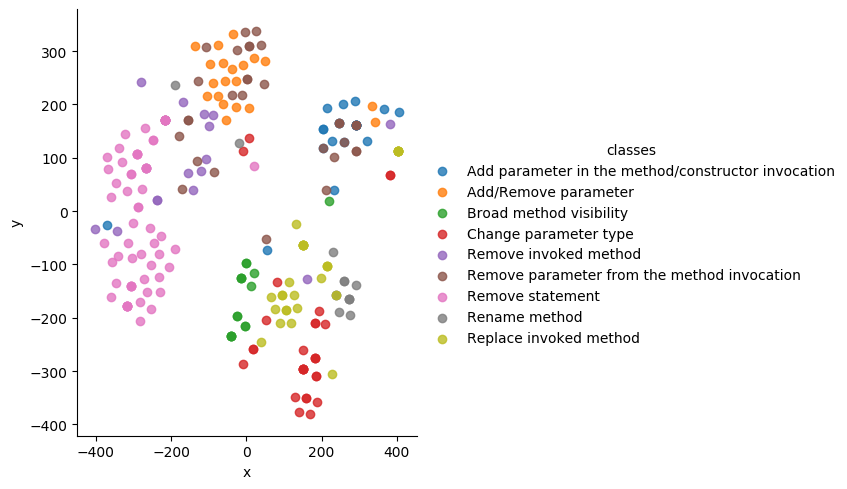 300
200
100
0
−100
−200
−300
−400
y
−400 −200 0 200 400
x
classes
Add parameter in the method/constructor invocation
Add/Remove parameter
Broad method visibility
Change parameter type
Remove invoked method
Remove parameter from the method invocation
Remove statement
Rename method
Replace invoked method